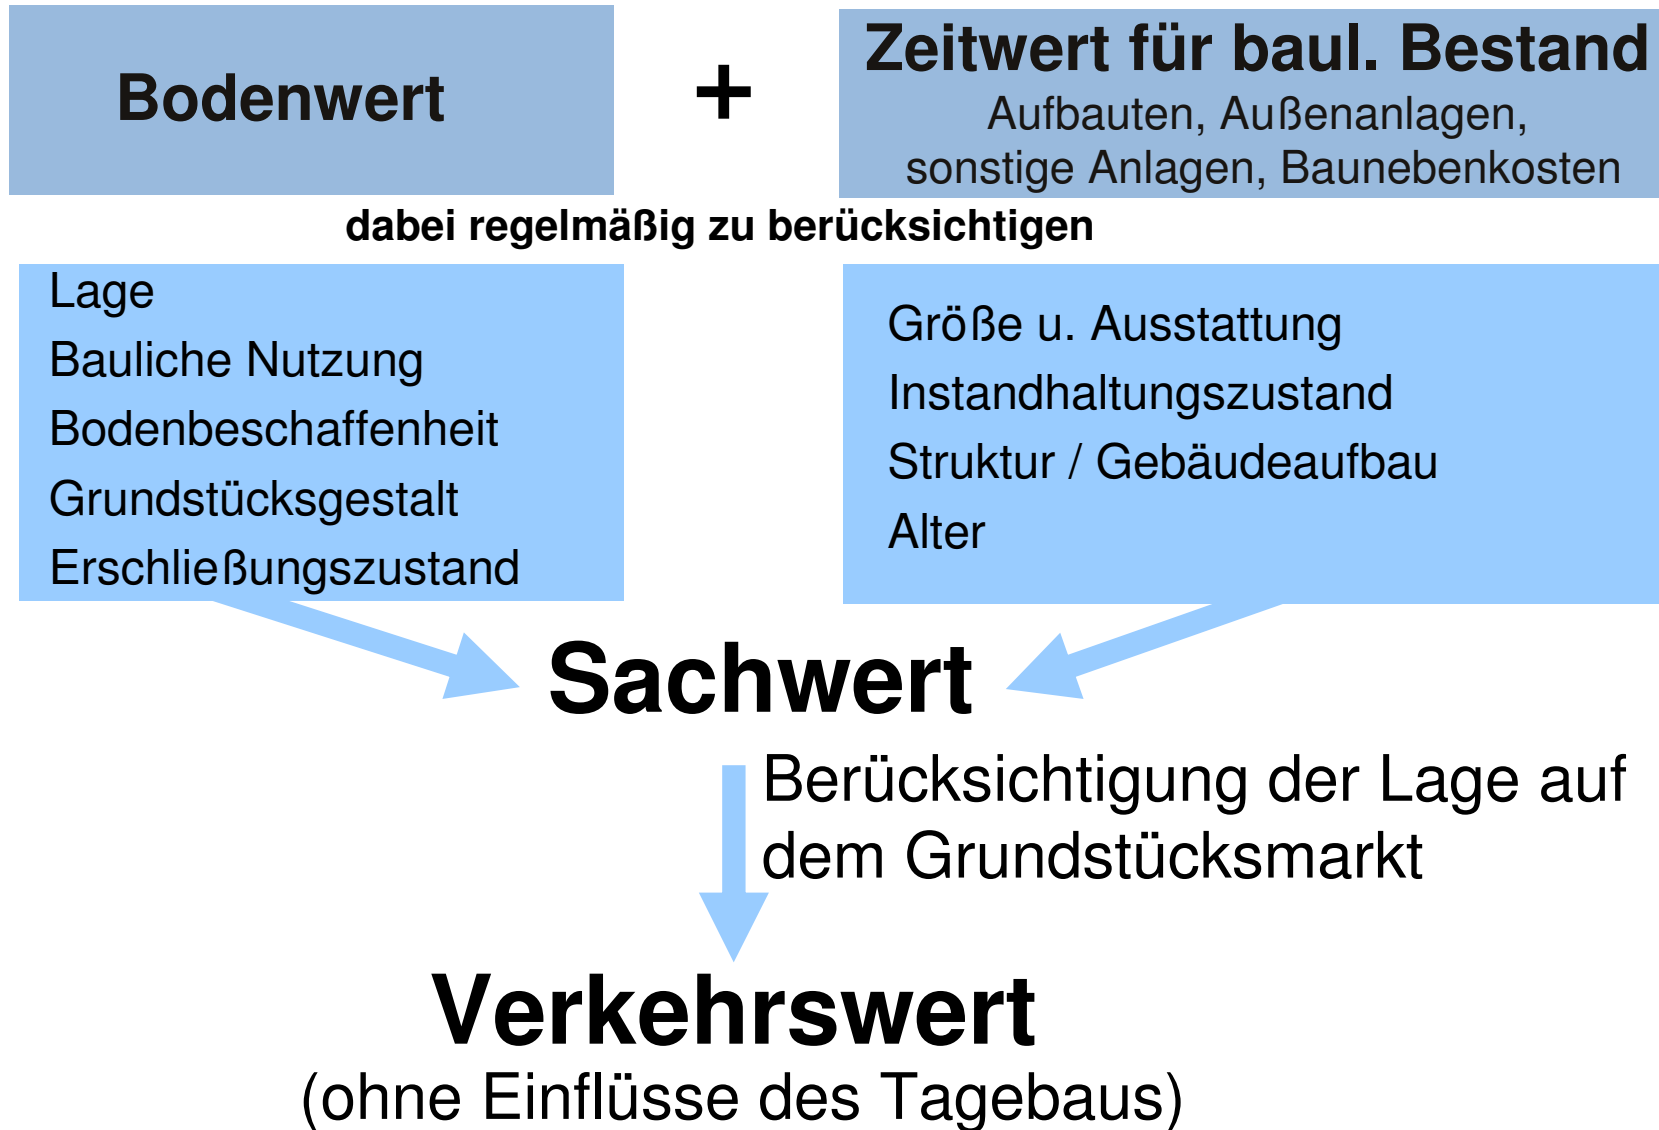 Bodenwert
+
Zeitwert für baul. Bestand
Aufbauten, Außenanlagen,
sonstige Anlagen, Baunebenkosten
dabei regelmäßig zu berücksichtigen
Lage
Bauliche Nutzung
Bodenbeschaffenheit
Grundstücksgestalt
Erschließungszustand
Größe u. Ausstattung
Instandhaltungszustand
Struktur / Gebäudeaufbau
Alter
Sachwert
Berücksichtigung der Lage auf
dem Grundstücksmarkt
Verkehrswert
(ohne Einflüsse des Tagebaus)